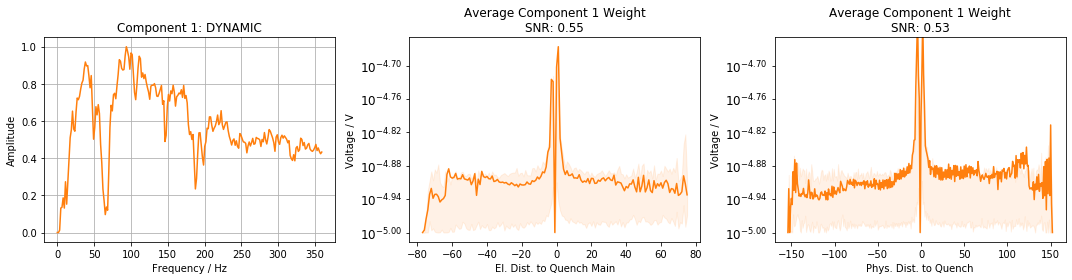 Component 1: DYNAMIC
Amplitude
1.0
0.8
0.6
0.4
0.2
0.0
0 50 100 150 200 250 300 350
Frequency / Hz
Average Component 1 Weight
SNR: 0.55
Voltage / V
10^−4.70
10^−4.76
10^−4.82
10^−4.88
10^−4.94
10^−5.00
−80 −60 −40 −20 0 20 40 60 80
El. Dist. to Quench Main
Average Component 1 Weight
SNR: 0.53
Voltage / V
10^−4.70
10^−4.76
10^−4.82
10^−4.88
10^−4.94
10^−5.00
−150 −100 −50 0 50 100 150
Phys. Dist. to Quench